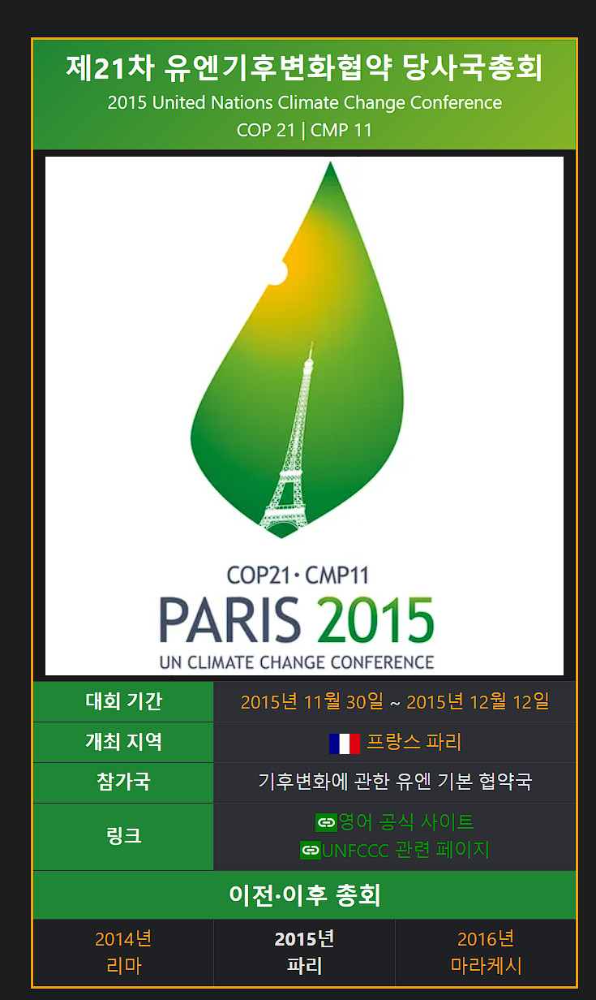 제21차 유엔기후변화협약 당사국총회
2015 United Nations Climate Change Conference
COP 21 | CMP 11
COP21·CMP11
PARIS 2015
UN CLIMATE CHANGE CONFERENCE
대회 기간 2015년 11월 30일 ~ 2015년 12월 12일
개최 지역 프랑스 파리
참가국 기후변화에 관한 유엔 기본 협약국
링크 영어 공식 사이트
UNFCCC 관련 페이지
이전·이후 총회
2014년 2015년 2016년
리마 파리 마라케시